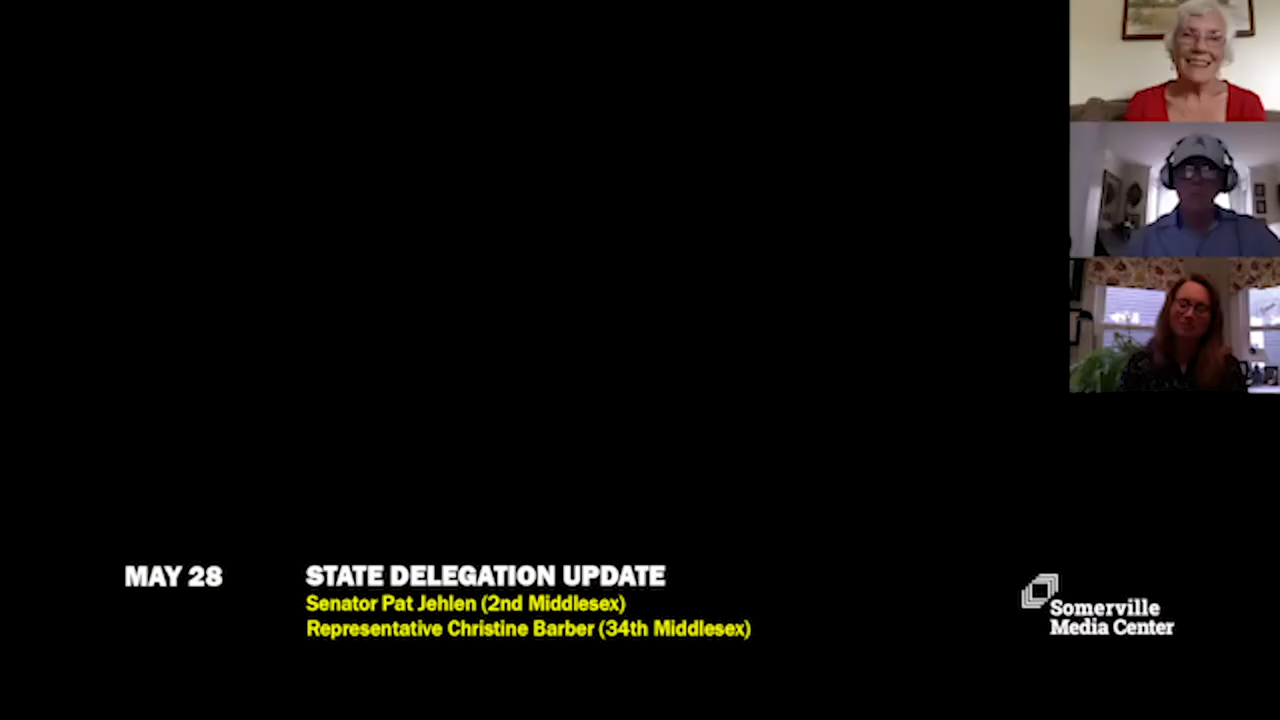 MAY 28
STATE DELEGATION UPDATE
Senator Pat Jehlen (2nd Middlesex)
Representative Christine Barber (34th Middlesex)
Somerville
Media Center